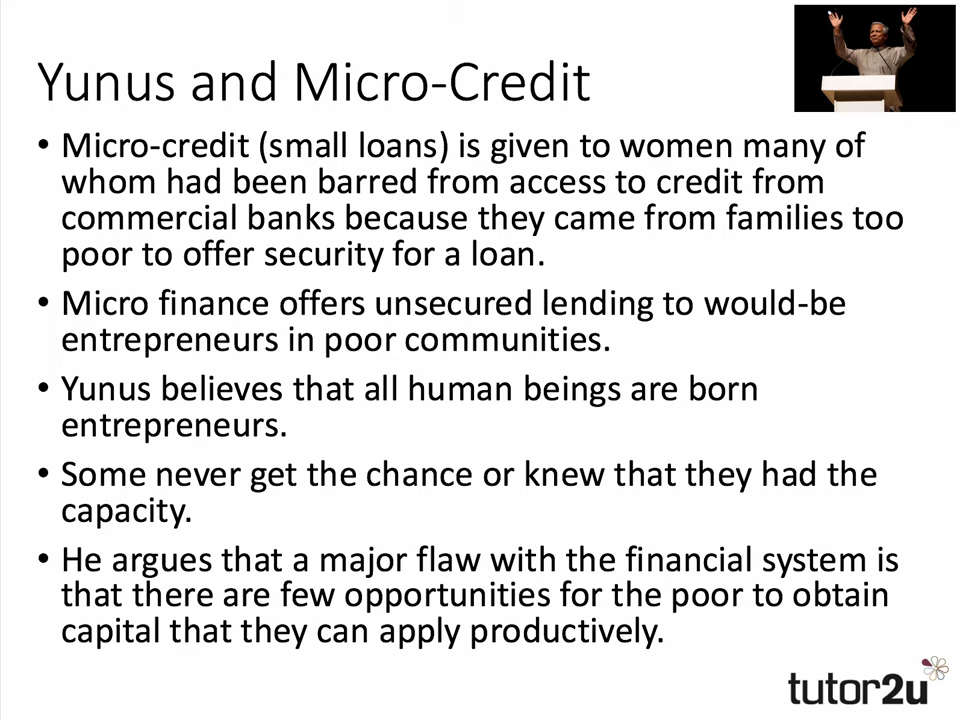 Yunus and Micro-Credit
• Micro-credit (small loans) is given to women many of
whom had been barred from access to credit from
commercial banks because they came from families too
poor to offer security for a loan.
• Micro finance offers unsecured lending to would-be
entrepreneurs in poor communities.
• Yunus believes that all human beings are born
entrepreneurs.
• Some never get the chance or knew that they had the
capacity.
• He argues that a major flaw with the financial system is
that there are few opportunities for the poor to obtain
capital that they can apply productively.
tutor2u